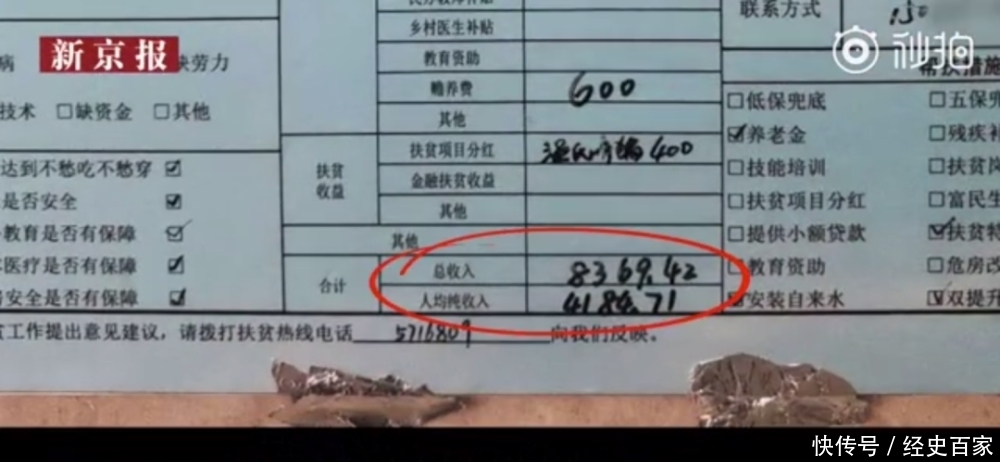 新京报
秒拍
联系方式
乡村医生补贴
教育资助
赡养费 600
其他
扶贫收益
扶贫项目分红 400
金融扶贫收益
其他
其他
合计
总收入 8369.42
人均纯收入 4184.71
病 缺劳力
技术 □缺资金 □其他
达到不愁吃不愁穿 ☑
是否安全 ☑
教育是否有保障 ☑
医疗是否有保障 ☑
安全是否有保障 ☑
帮扶措施
□低保兜底 □五保
☑养老金 □残疾
□技能培训 □扶贫
□扶贫项目分红 □富民
□提供小额贷款 ☑扶贫特
□教育资助 □危房改
安装自来水 ☑双提升
贫工作提出意见建议，请拨打扶贫热线电话 5716809 向我们反映。
快传号／经史百家